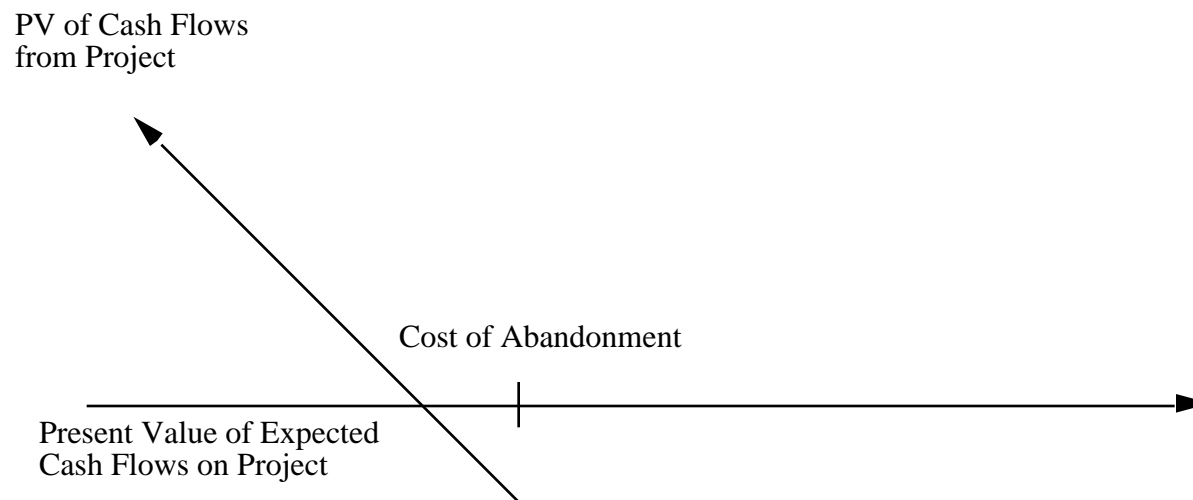 PV of Cash Flows
from Project
Cost of Abandonment
Present Value of Expected
Cash Flows on Project